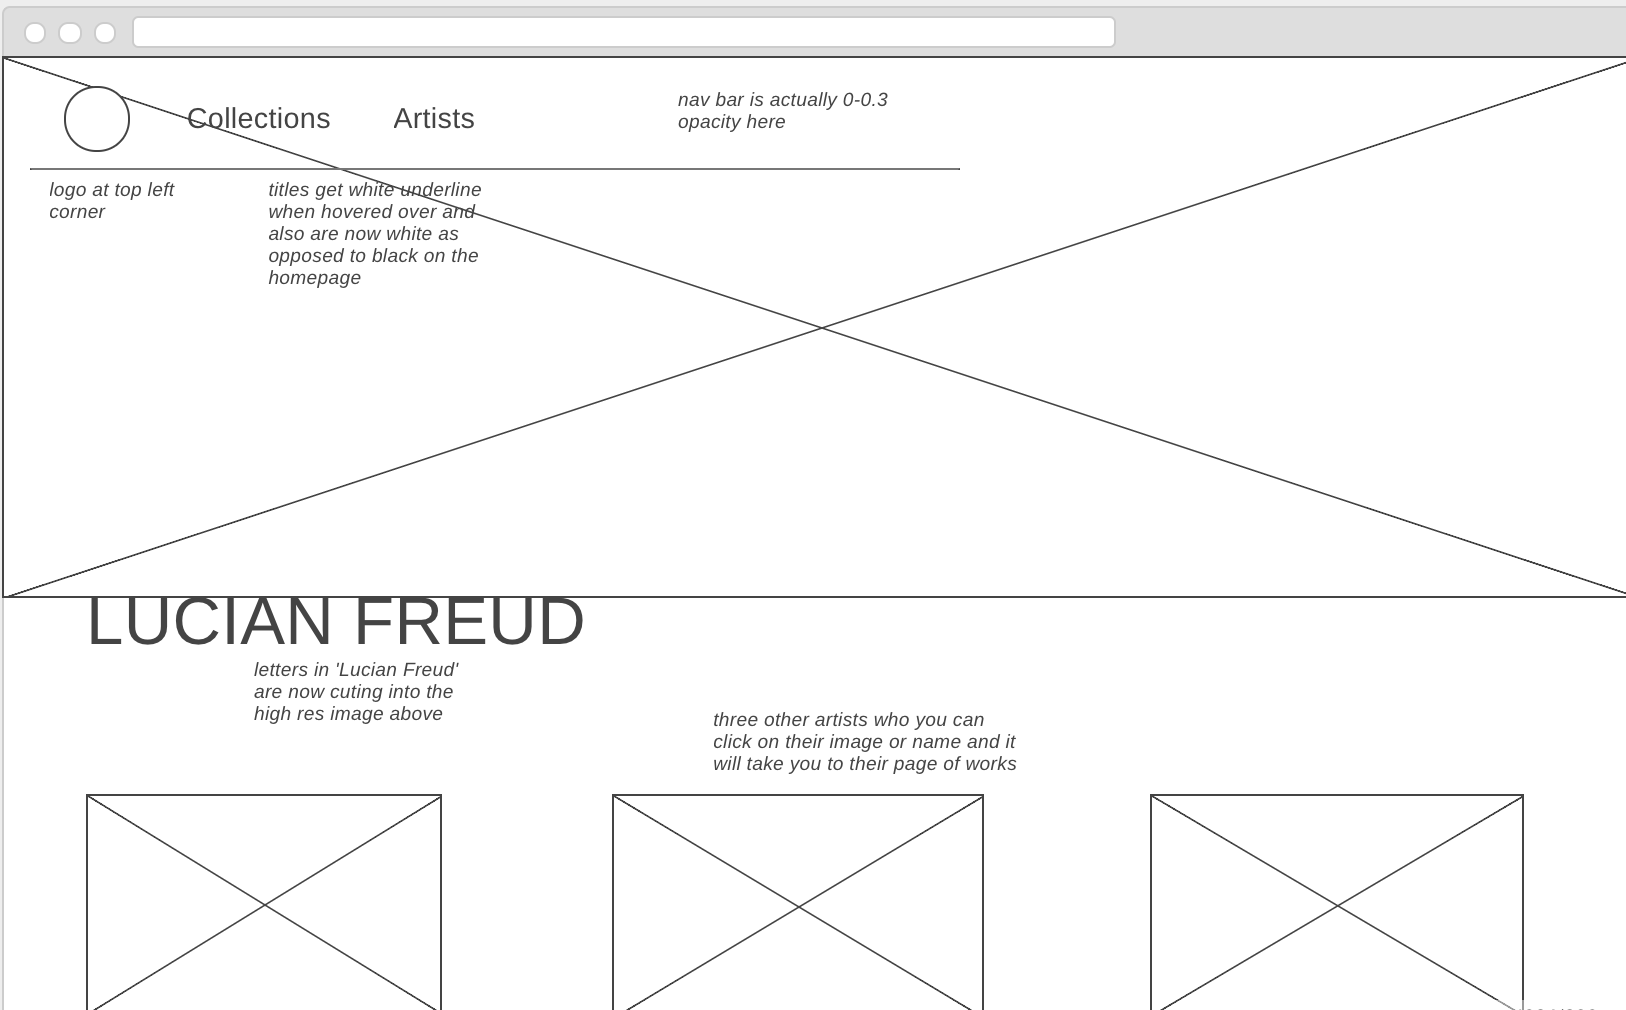 Collections Artists
nav bar is actually 0-0.3
opacity here
logo at top left
corner
titles get white underline
when hovered over and
also are now white as
opposed to black on the
homepage
LUCIAN FREUD
letters in 'Lucian Freud'
are now cuting into the
high res image above
three other artists who you can
click on their image or name and it
will take you to their page of works